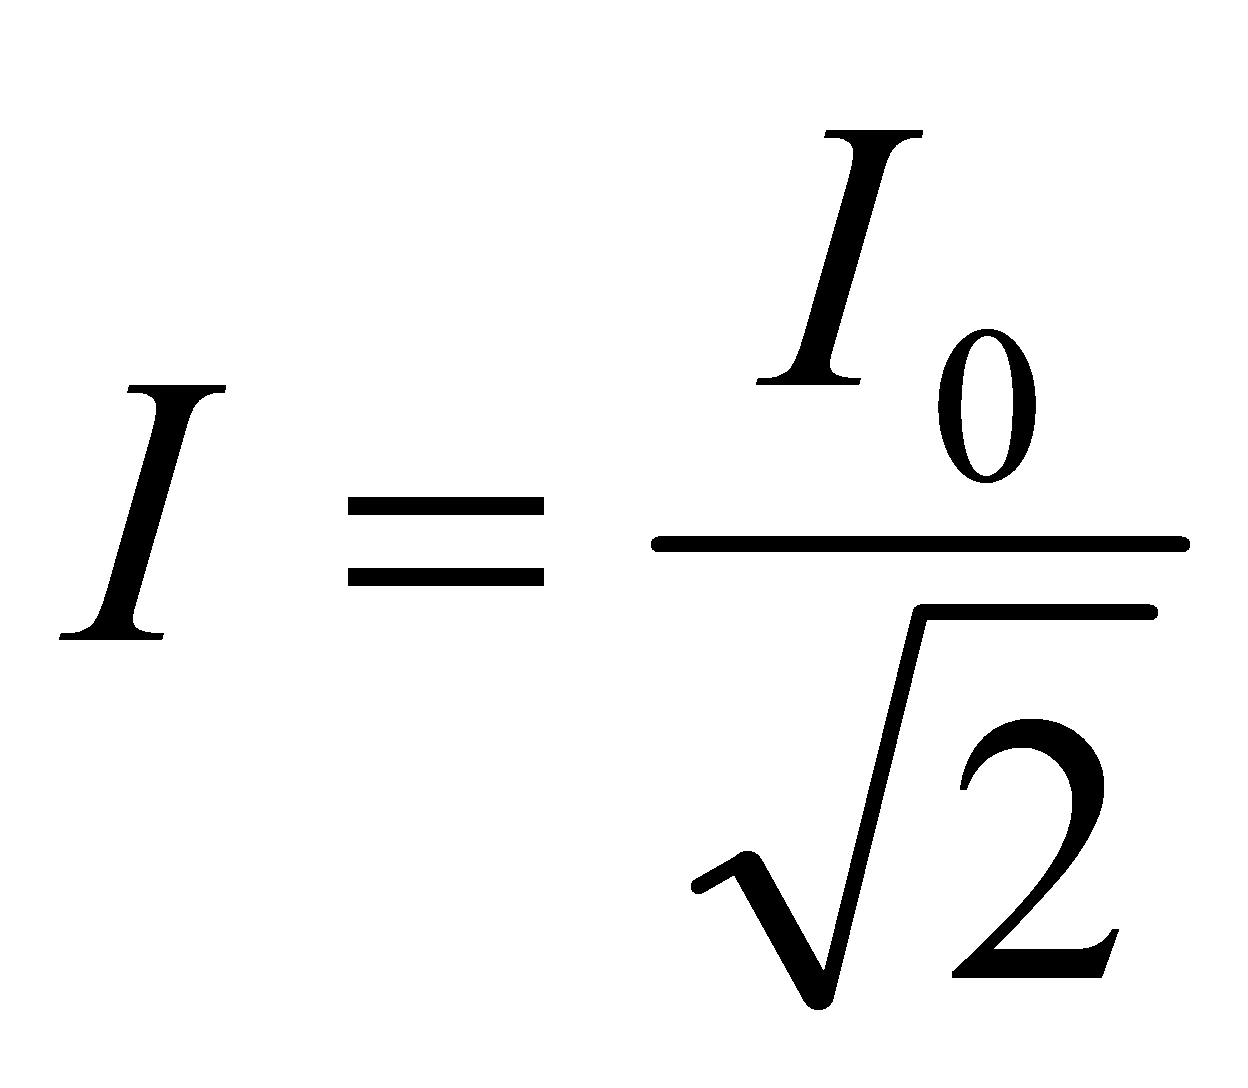 I = I₀ / √2